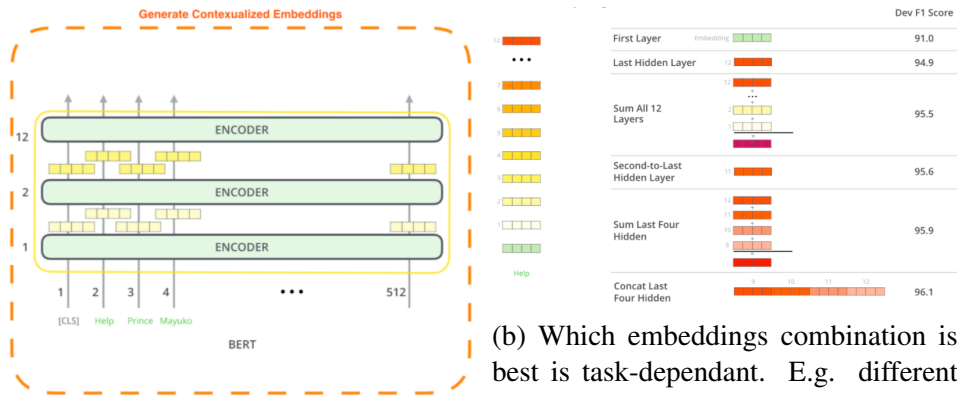 Generate Contexualized Embeddings
12
ENCODER
2
ENCODER
1
ENCODER
1
2
3
4
•••
512
[CLS]
Help
Prince
Mayuko
BERT
12
•••
7
6
5
4
3
2
1
Help
Dev F1 Score
First Layer
Embedding
91.0
Last Hidden Layer
12
94.9
Sum All 12
Layers
12
+
•••
+
2
+
1
+
95.5
Second-to-Last
Hidden Layer
11
95.6
Sum Last Four
Hidden
12
+
11
+
10
+
9
+
95.9
Concat Last
Four Hidden
9
10
11
12
96.1
(b) Which embeddings combination is
best is task-dependant. E.g. different